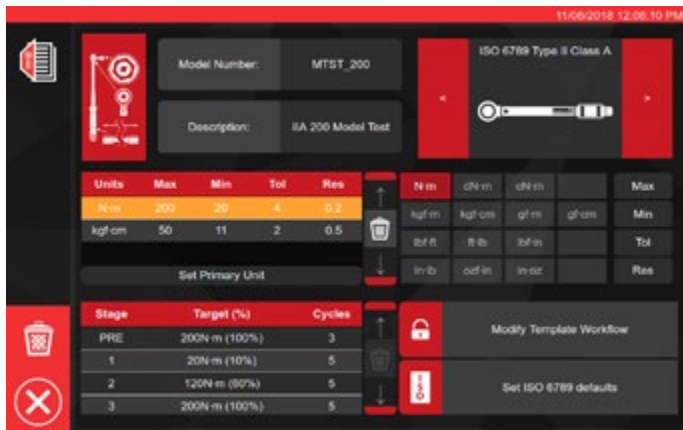 11/06/2018 12:06:10 PM
Model Number: MTST_200
ISO 6789 Type II Class A
< >
Description: IIA 200 Model Test
Units Max Min Tol Res
N·m 200 20 4 0.2
kgf·cm 50 11 2 0.5
Set Primary Unit
N·m cN·m Max
kgf·m kgf·cm gf·m gf·cm Min
lbf·ft ft·lb lbf·in Tol
in·lb ozf·in in·oz Res
Stage Target (%) Cycles
PRE 200N·m (100%) 3
1 20N·m (10%) 5
2 120N·m (60%) 5
3 200N·m (100%) 5
Modify Template Workflow
ISO
Set ISO 6789 defaults